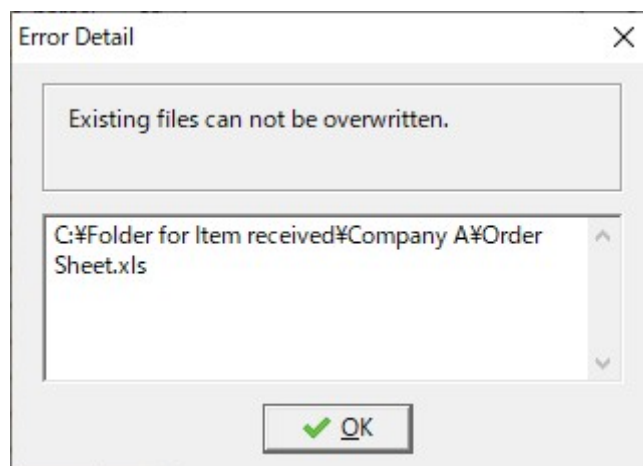 Error Detail
Existing files can not be overwritten.
C:¥Folder for Item received¥Company A¥Order
Sheet.xls
OK